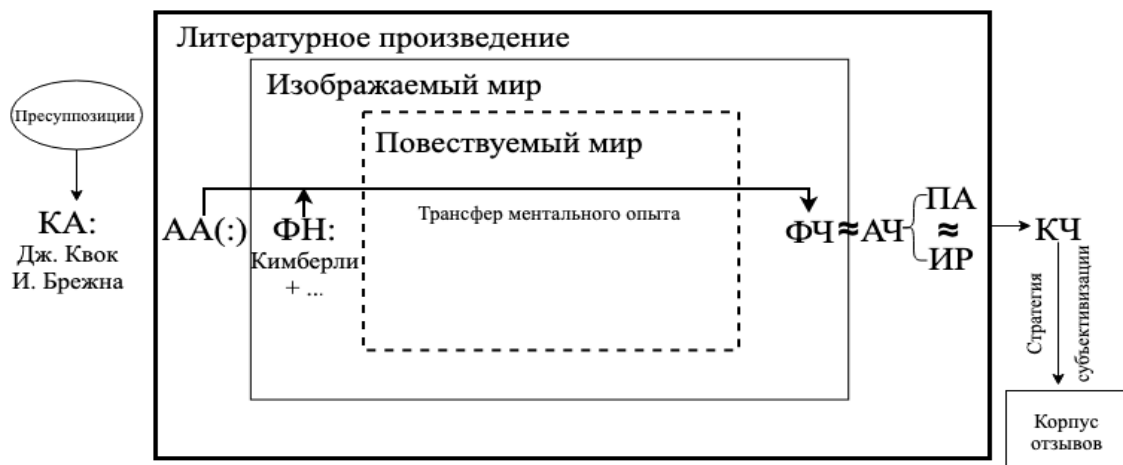 Литературное произведение
Изображаемый мир
Пресуппозиции
Повествуемый мир
КА:
Дж. Квок
И. Брежна
АА(:)
ФН:
Кимберли
+ ...
Трансфер ментального опыта
ФЧ≈АЧ
ПА
≈
ИР
КЧ
Стратегия
субъективизации
Корпус
отзывов